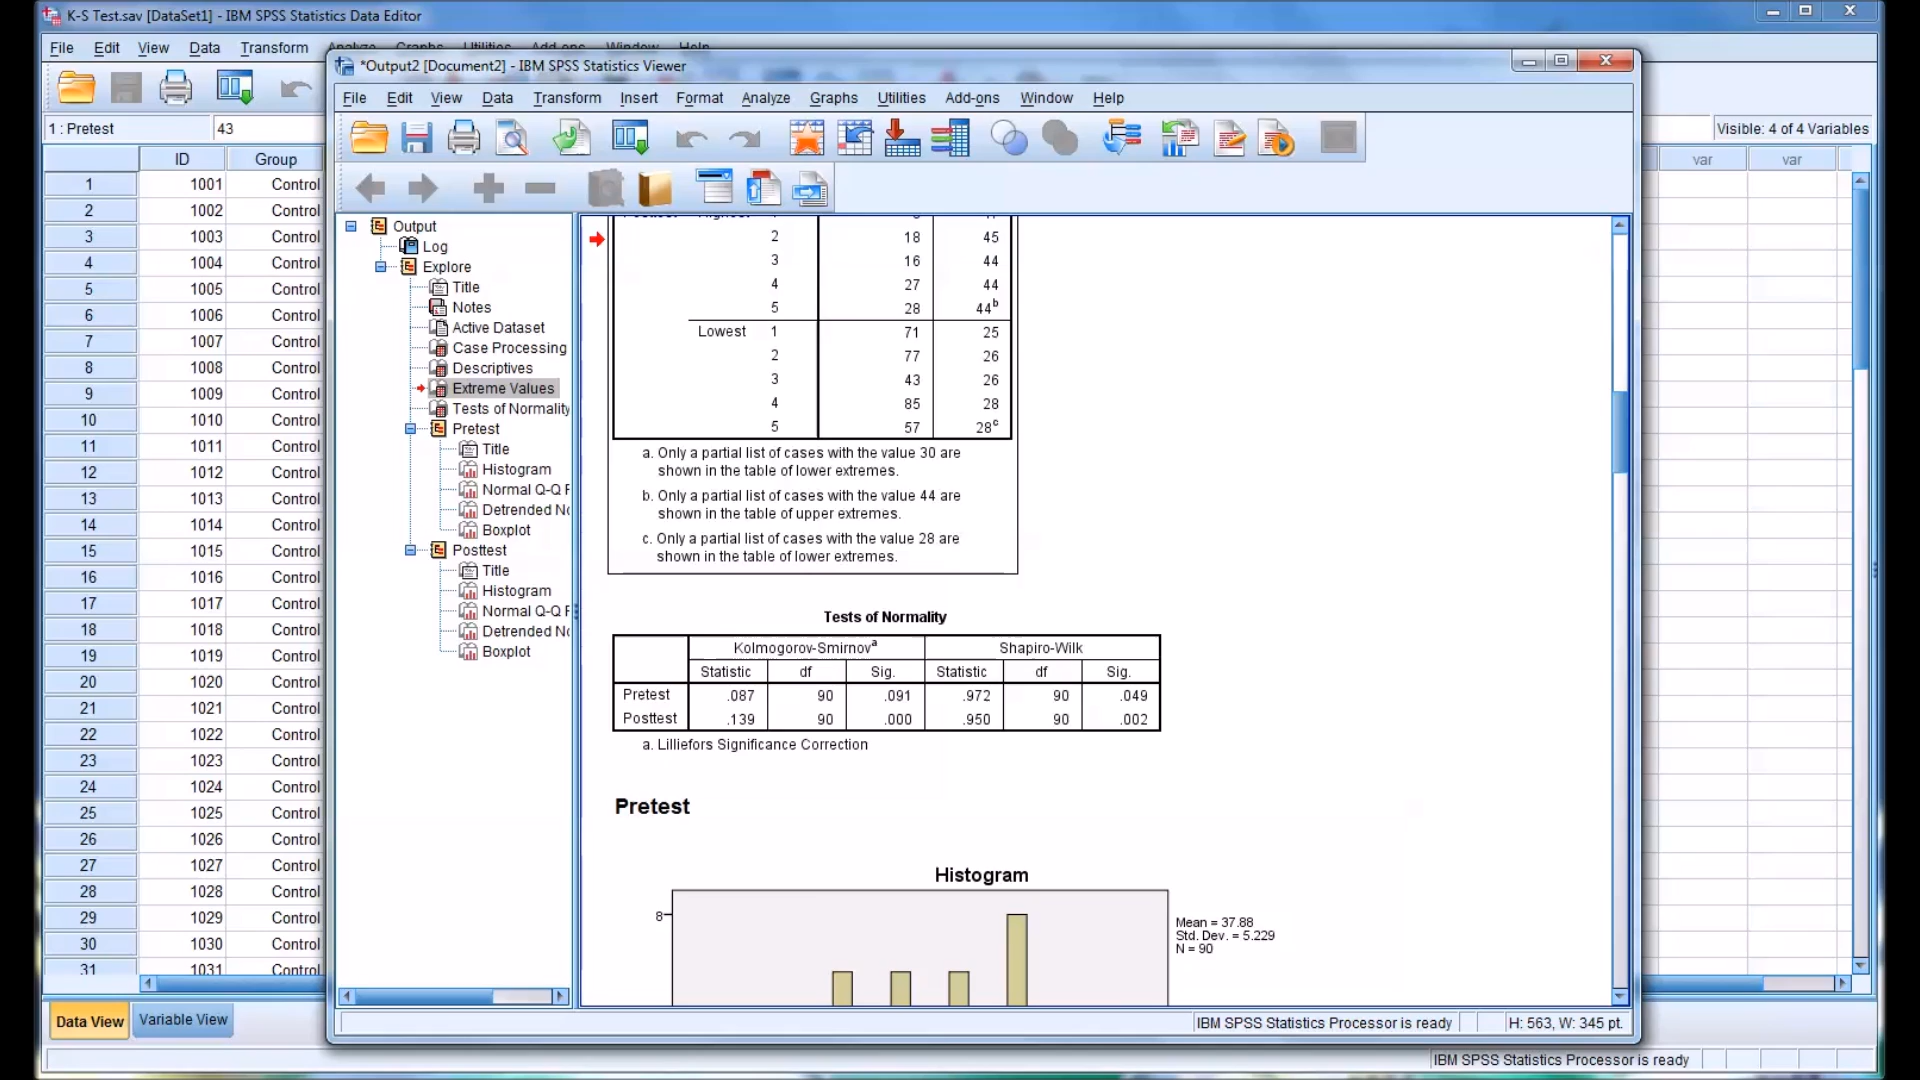 K-S Test.sav [DataSet1] - IBM SPSS Statistics Data Editor
File Edit View Data Transform Analyze Graphs Utilities Add-ons Window Help
*Output2 [Document2] - IBM SPSS Statistics Viewer
File Edit View Data Transform Insert Format Analyze Graphs Utilities Add-ons Window Help
1 : Pretest 43
Visible: 4 of 4 Variables
ID Group var var
1 1001 Control
2 1002 Control
3 1003 Control
4 1004 Control
5 1005 Control
6 1006 Control
7 1007 Control
8 1008 Control
9 1009 Control
10 1010 Control
11 1011 Control
12 1012 Control
13 1013 Control
14 1014 Control
15 1015 Control
16 1016 Control
17 1017 Control
18 1018 Control
19 1019 Control
20 1020 Control
21 1021 Control
22 1022 Control
23 1023 Control
24 1024 Control
25 1025 Control
26 1026 Control
27 1027 Control
28 1028 Control
29 1029 Control
30 1030 Control
31 1031 Control
Data View Variable View
Output
Log
Explore
Title
Notes
Active Dataset
Case Processing
Descriptives
Extreme Values
Tests of Normality
Pretest
Title
Histogram
Normal Q-Q
Detrended
Boxplot
Posttest
Title
Histogram
Normal Q-Q
Detrended
Boxplot
2 18 45
3 16 44
4 27 44
5 28 44b
Lowest 1 71 25
2 77 26
3 43 26
4 85 28
5 57 28c
a. Only a partial list of cases with the value 30 are
shown in the table of lower extremes.
b. Only a partial list of cases with the value 44 are
shown in the table of upper extremes.
c. Only a partial list of cases with the value 28 are
shown in the table of lower extremes.
Tests of Normality
Kolmogorov-Smirnova Shapiro-Wilk
Statistic df Sig. Statistic df Sig.
Pretest .087 90 .091 .972 90 .049
Posttest .139 90 .000 .950 90 .002
a. Lilliefors Significance Correction
Pretest
Histogram
8
Mean = 37.88
Std. Dev. = 5.229
N = 90
IBM SPSS Statistics Processor is ready
H: 563, W: 345 pt.
IBM SPSS Statistics Processor is ready